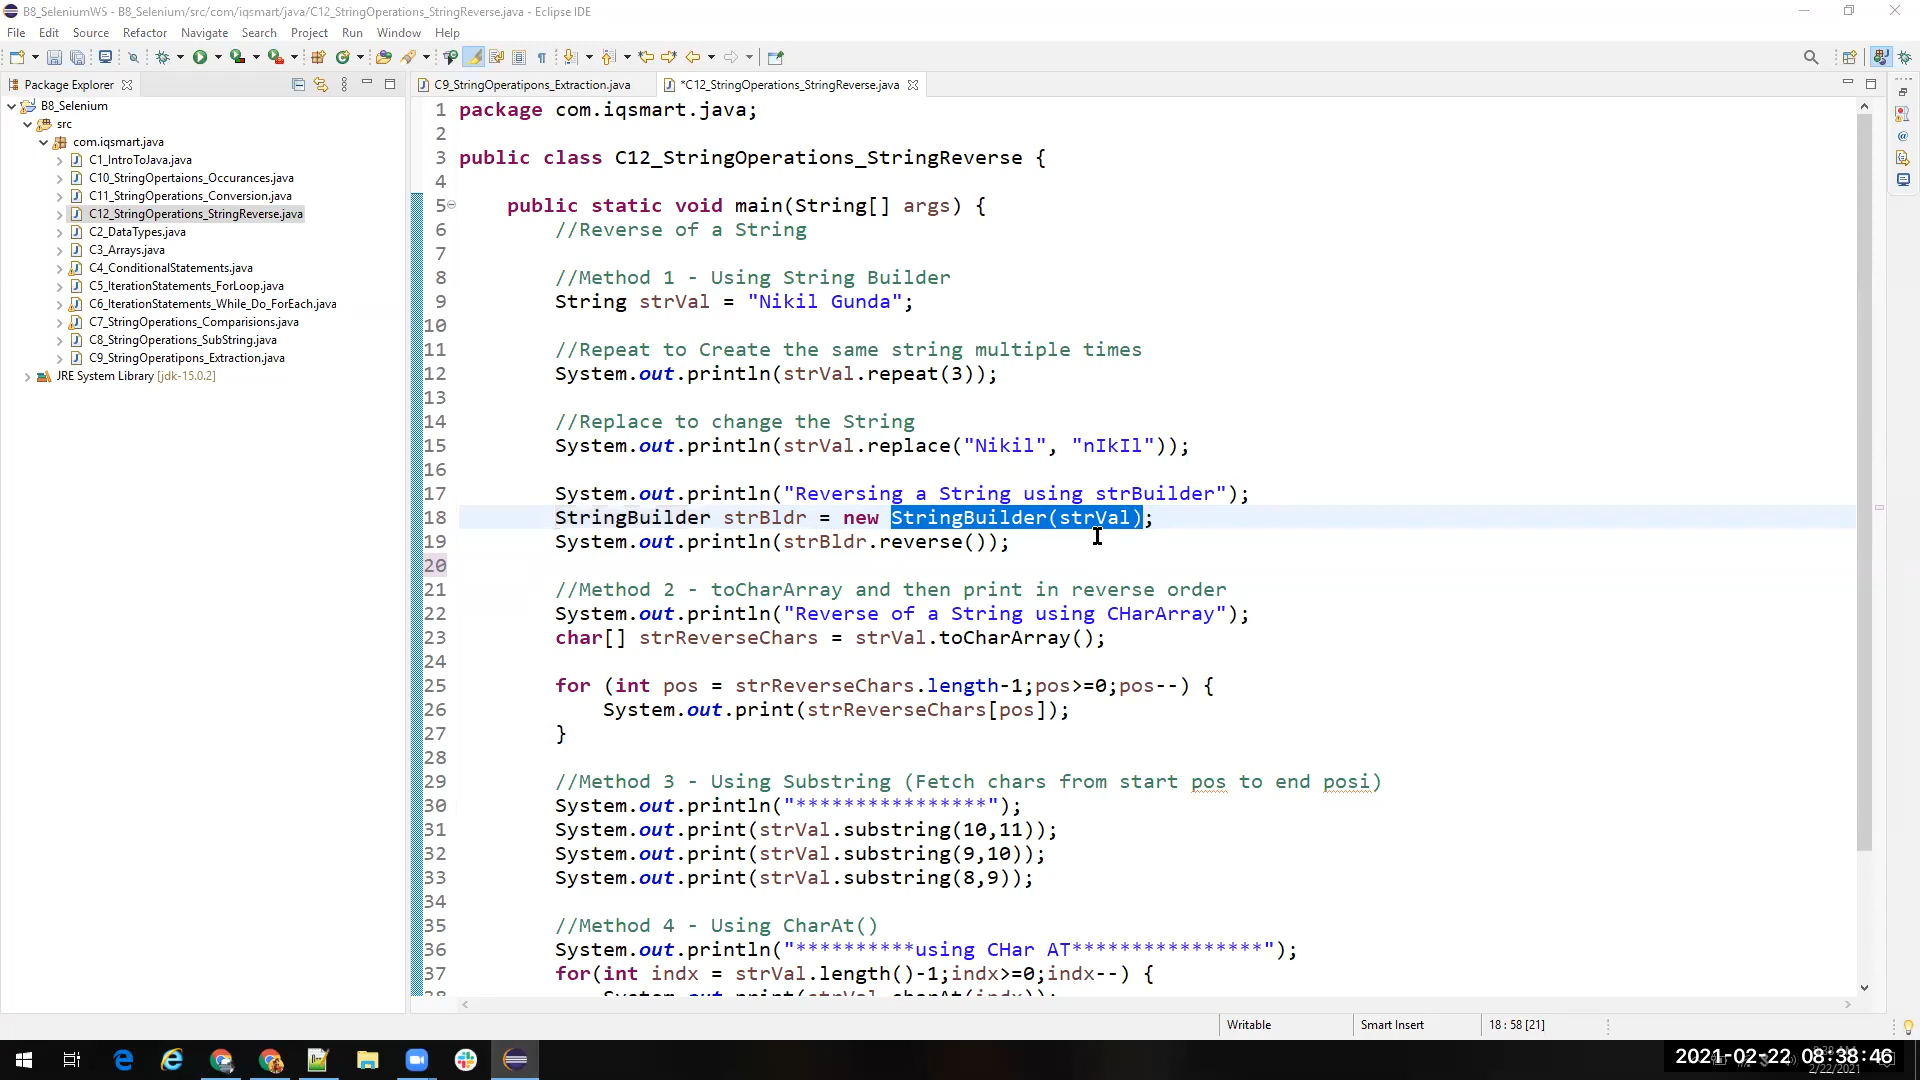 B8_SeleniumWS - B8_Selenium/src/com/iqsmart/java/C12_StringOperations_StringReverse.java - Eclipse IDE
File Edit Source Refactor Navigate Search Project Run Window Help
Package Explorer
C9_StringOperatipons_Extraction.java
*C12_StringOperations_StringReverse.java
B8_Selenium
src
com.iqsmart.java
C1_IntroToJava.java
C10_StringOpertaions_Occurances.java
C11_StringOperations_Conversion.java
C12_StringOperations_StringReverse.java
C2_DataTypes.java
C3_Arrays.java
C4_ConditionalStatements.java
C5_IterationStatements_ForLoop.java
C6_IterationStatements_While_Do_ForEach.java
C7_StringOperations_Comparisions.java
C8_StringOperations_SubString.java
C9_StringOperatipons_Extraction.java
JRE System Library [jdk-15.0.2]
1 package com.iqsmart.java;
2
3 public class C12_StringOperations_StringReverse {
4
5 public static void main(String[] args) {
6 //Reverse of a String
7
8 //Method 1 - Using String Builder
9 String strVal = "Nikil Gunda";
10
11 //Repeat to Create the same string multiple times
12 System.out.println(strVal.repeat(3));
13
14 //Replace to change the String
15 System.out.println(strVal.replace("Nikil", "nIkIl"));
16
17 System.out.println("Reversing a String using strBuilder");
18 StringBuilder strBldr = new StringBuilder(strVal);
19 System.out.println(strBldr.reverse());
20
21 //Method 2 - toCharArray and then print in reverse order
22 System.out.println("Reverse of a String using CHarArray");
23 char[] strReverseChars = strVal.toCharArray();
24
25 for (int pos = strReverseChars.length-1;pos>=0;pos--) {
26 System.out.print(strReverseChars[pos]);
27 }
28
29 //Method 3 - Using Substring (Fetch chars from start pos to end posi)
30 System.out.println("****************");
31 System.out.print(strVal.substring(10,11));
32 System.out.print(strVal.substring(9,10));
33 System.out.print(strVal.substring(8,9));
34
35 //Method 4 - Using CharAt()
36 System.out.println("**********using CHar AT****************");
37 for(int indx = strVal.length()-1;indx>=0;indx--) {
38 System.out.print(strVal.charAt(indx));
Writable
Smart Insert
18 : 58 [21]
2021-02-22 08:38:46
2/22/2021